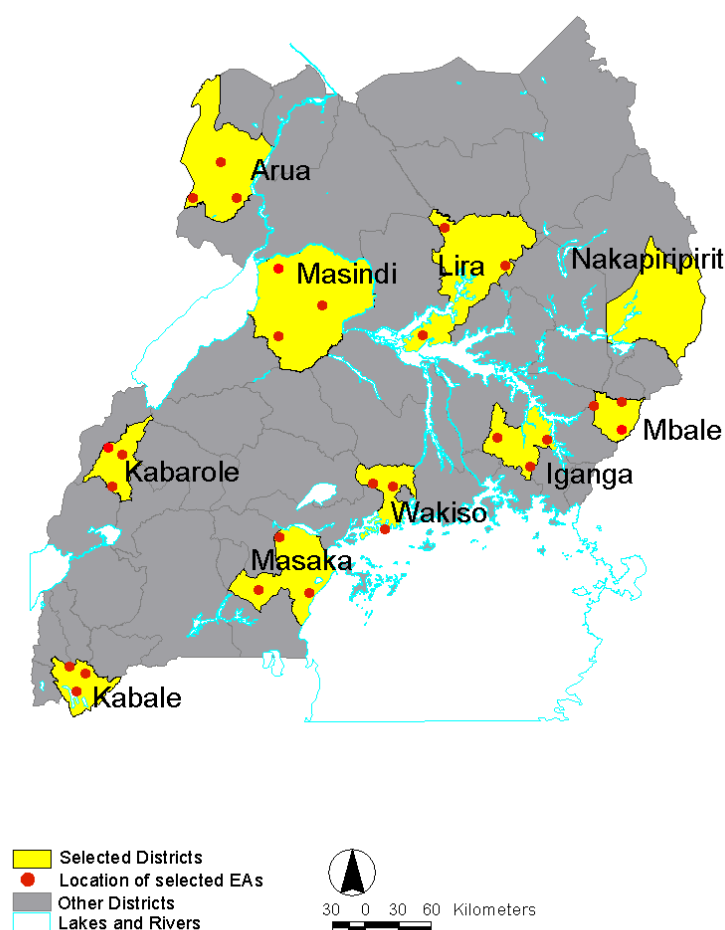 Arua
Masindi
Lira
Nakapiripirit
Mbale
Iganga
Kabarole
Wakiso
Masaka
Kabale
Selected Districts
Location of selected EAs
Other Districts
Lakes and Rivers
30 0 30 60 Kilometers